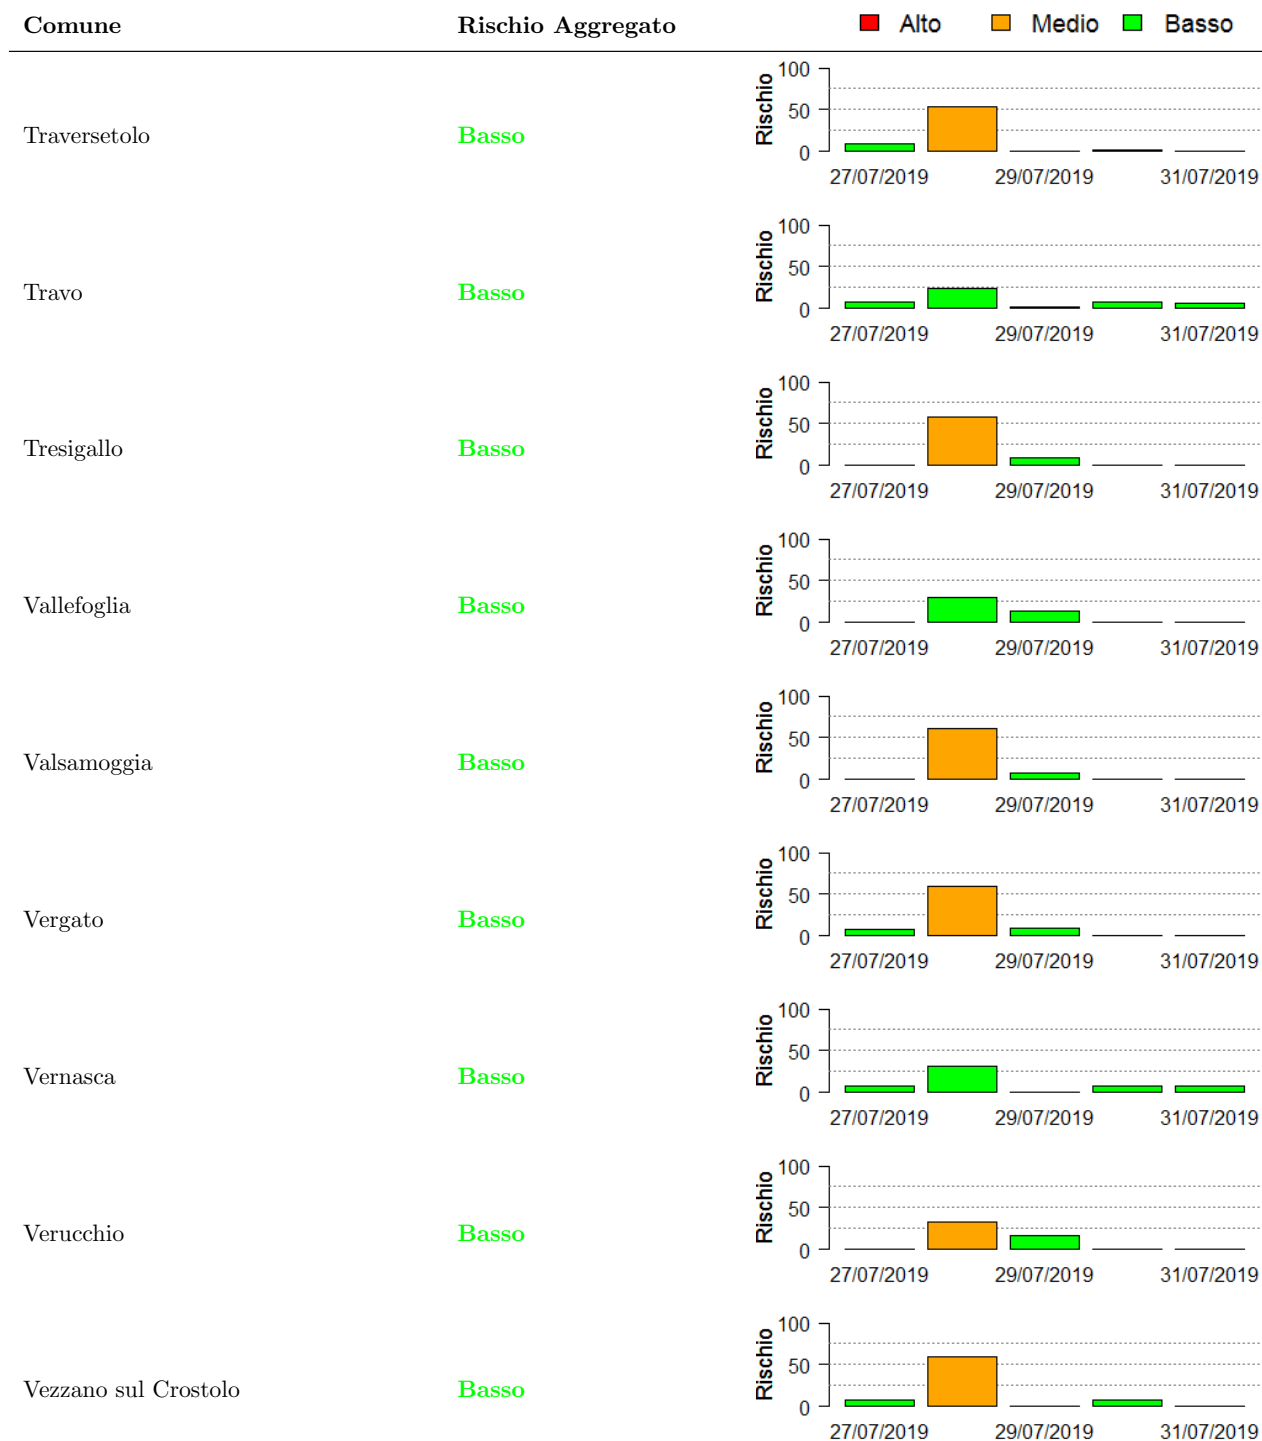 Comune Rischio Aggregato Alto Medio Basso
Traversetolo Basso
Rischio
100
50
0
27/07/2019 29/07/2019 31/07/2019
Travo Basso
Rischio
100
50
0
27/07/2019 29/07/2019 31/07/2019
Tresigallo Basso
Rischio
100
50
0
27/07/2019 29/07/2019 31/07/2019
Vallefoglia Basso
Rischio
100
50
0
27/07/2019 29/07/2019 31/07/2019
Valsamoggia Basso
Rischio
100
50
0
27/07/2019 29/07/2019 31/07/2019
Vergato Basso
Rischio
100
50
0
27/07/2019 29/07/2019 31/07/2019
Vernasca Basso
Rischio
100
50
0
27/07/2019 29/07/2019 31/07/2019
Verucchio Basso
Rischio
100
50
0
27/07/2019 29/07/2019 31/07/2019
Vezzano sul Crostolo Basso
Rischio
100
50
0
27/07/2019 29/07/2019 31/07/2019